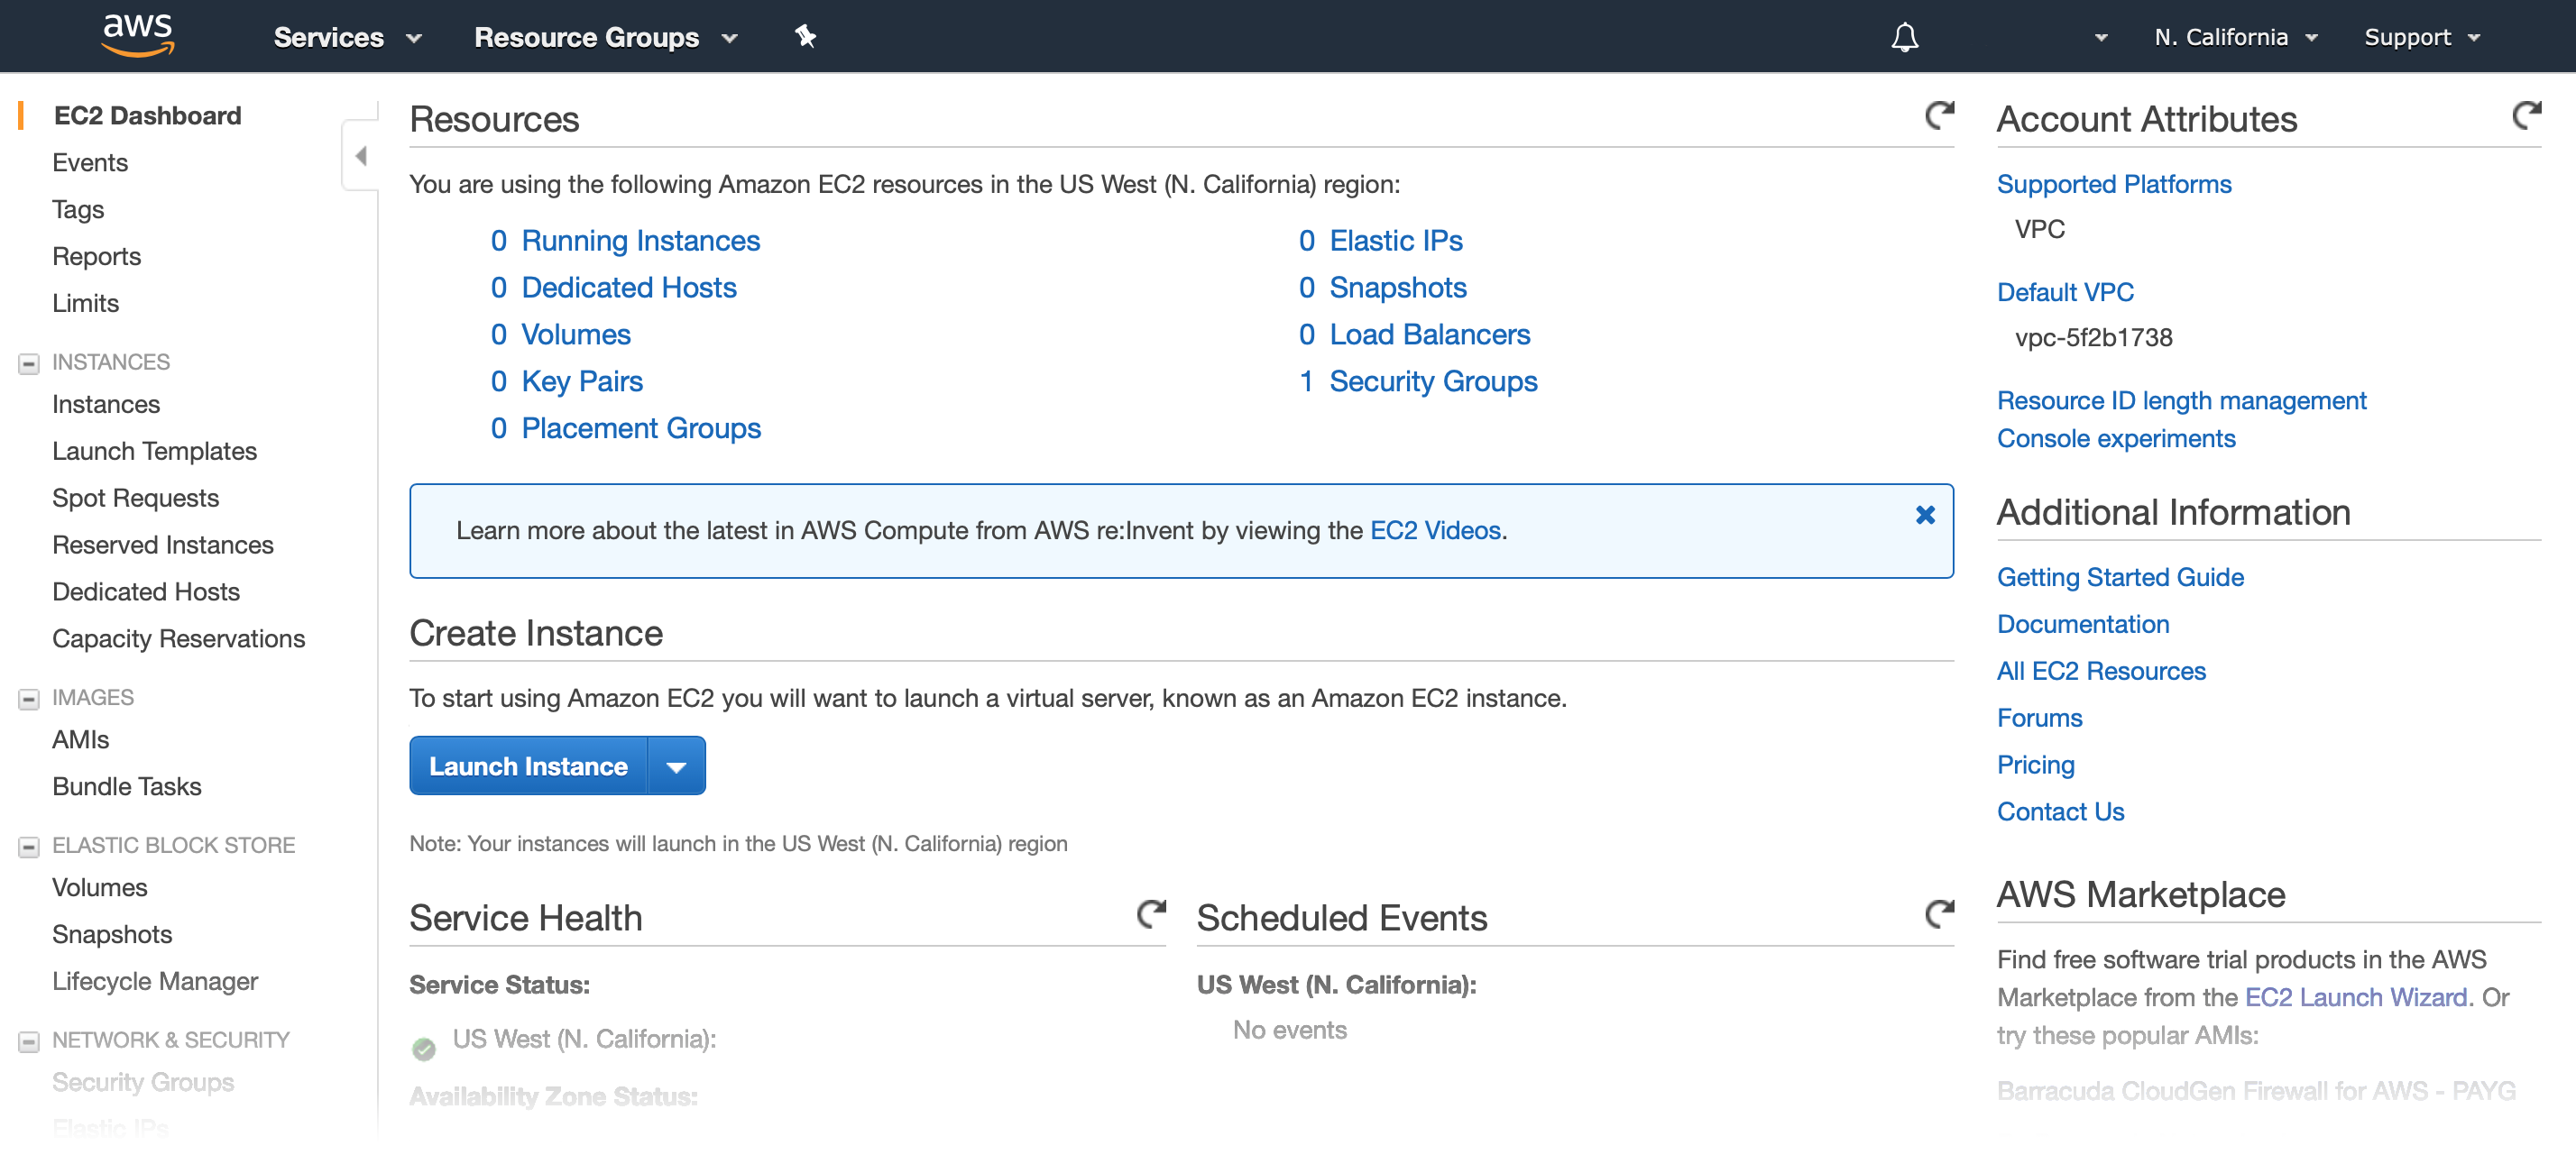 aws
Services
Resource Groups
N. California
Support
EC2 Dashboard
Events
Tags
Reports
Limits
INSTANCES
Instances
Launch Templates
Spot Requests
Reserved Instances
Dedicated Hosts
Capacity Reservations
IMAGES
AMIs
Bundle Tasks
ELASTIC BLOCK STORE
Volumes
Snapshots
Lifecycle Manager
NETWORK & SECURITY
Security Groups
Elastic IPs
Resources
You are using the following Amazon EC2 resources in the US West (N. California) region:
0 Running Instances
0 Dedicated Hosts
0 Volumes
0 Key Pairs
0 Placement Groups
0 Elastic IPs
0 Snapshots
0 Load Balancers
1 Security Groups
Learn more about the latest in AWS Compute from AWS re:Invent by viewing the EC2 Videos.
Create Instance
To start using Amazon EC2 you will want to launch a virtual server, known as an Amazon EC2 instance.
Launch Instance
Note: Your instances will launch in the US West (N. California) region
Service Health
Service Status:
US West (N. California):
Availability Zone Status:
Scheduled Events
US West (N. California):
No events
Account Attributes
Supported Platforms
VPC
Default VPC
vpc-5f2b1738
Resource ID length management
Console experiments
Additional Information
Getting Started Guide
Documentation
All EC2 Resources
Forums
Pricing
Contact Us
AWS Marketplace
Find free software trial products in the AWS
Marketplace from the EC2 Launch Wizard. Or
try these popular AMIs:
Barracuda CloudGen Firewall for AWS - PAYG